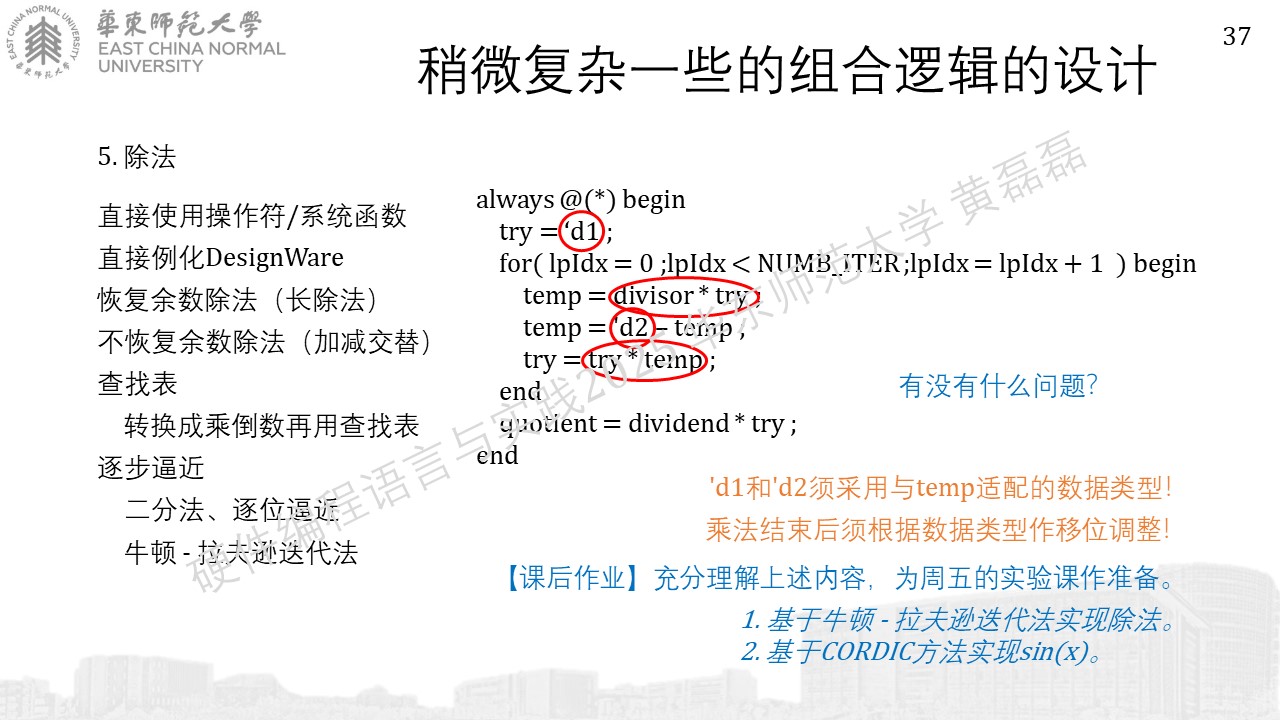 華東師範大學
EAST CHINA NORMAL
UNIVERSITY
EAST CHINA NORMAL UNIVERSITY
華東师范大学
37
稍微复杂一些的组合逻辑的设计
5. 除法
直接使用操作符/系统函数
直接例化DesignWare
恢复余数除法（长除法）
不恢复余数除法（加减交替）
查找表
转换成乘倒数再用查找表
逐步逼近
二分法、逐位逼近
牛顿 - 拉夫逊迭代法
always @(*) begin
try = ‘d1 ;
for( lpIdx = 0 ;lpIdx < NUMB_ITER ;lpIdx = lpIdx + 1 ) begin
temp = divisor * try ;
temp = 'd2 – temp ;
try = try * temp ;
end
quotient = dividend * try ;
end
有没有什么问题？
'd1和'd2须采用与temp适配的数据类型！
乘法结束后须根据数据类型作移位调整！
【课后作业】充分理解上述内容，为周五的实验课作准备。
1. 基于牛顿 - 拉夫逊迭代法实现除法。
2. 基于CORDIC方法实现sin(x)。
硬件编程语言与实践2025 华东师范大学 黄磊磊